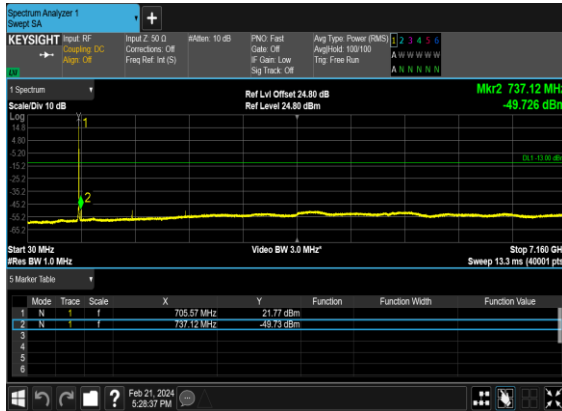 Spectrum Analyzer 1
Swept SA
+
KEYSIGHT Input: RF Input Z: 50 Ω #Atten: 10 dB PNO: Fast Avg Type: Power (RMS) 1 2 3 4 5 6
Coupling: DC Corrections: Off Gate: Off Avg|Hold: 100/100 A W W W W W
Align: Off Freq Ref: Int (S) IF Gain: Low Trig: Free Run
Sig Track: Off A N N N N N
1 Spectrum
Ref Lvl Offset 24.80 dB Mkr2 737.12 MHz
Scale/Div 10 dB Ref Level 24.80 dBm -49.726 dBm
Log
14.8
4.80
-5.20
-15.2
-25.2
-35.2
-45.2
-55.2
-65.2
1
DL1 -13.00 dBm
2
Start 30 MHz Video BW 3.0 MHz* Stop 7.160 GHz
#Res BW 1.0 MHz Sweep 13.3 ms (40001 pts)
5 Marker Table
Mode Trace Scale X Y Function Function Width Function Value
1 N 1 f 705.57 MHz 21.77 dBm
2 N 1 f 737.12 MHz -49.73 dBm
3
4
5
6
? Feb 21, 2024
5:28:37 PM